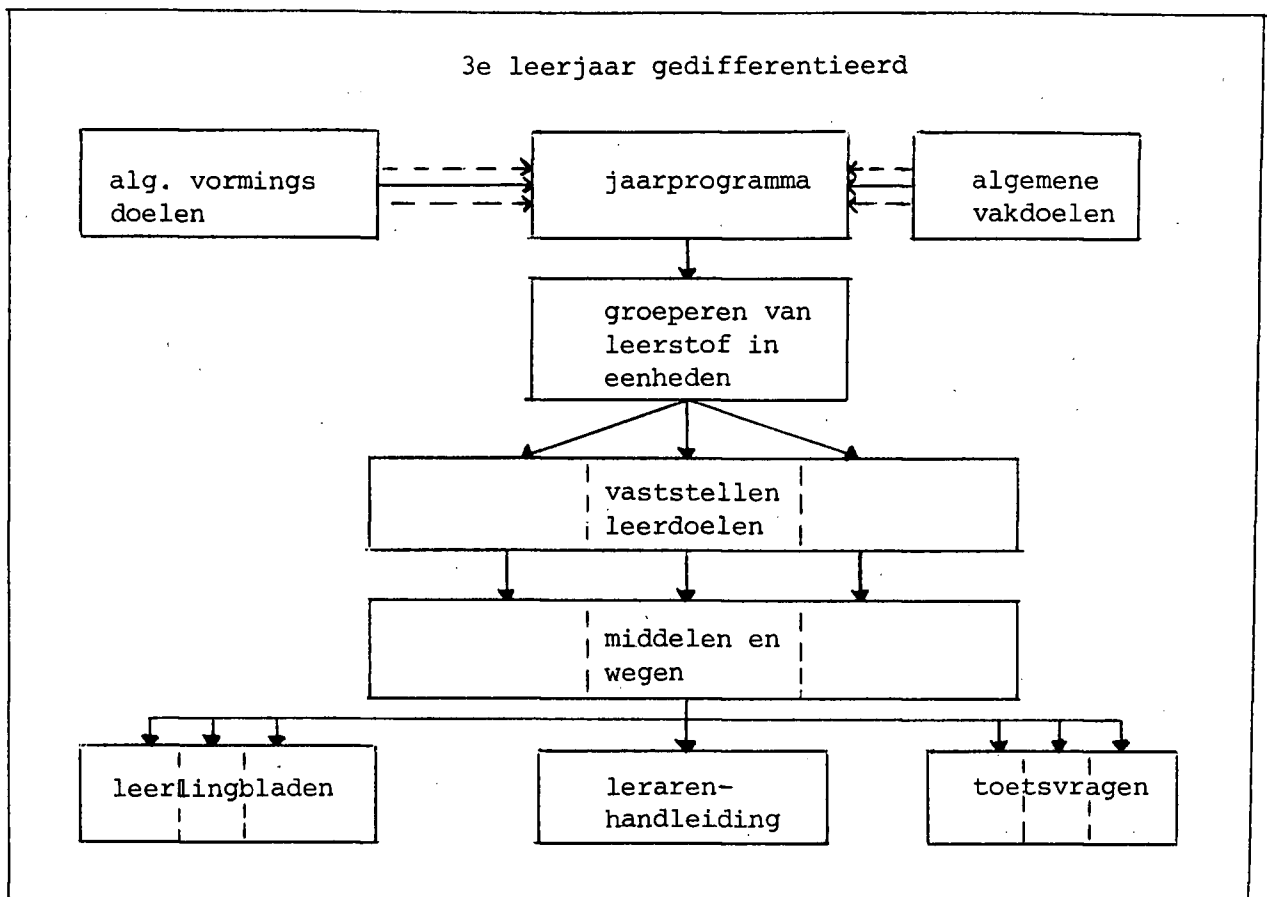 3e leerjaar gedifferentieerd
alg. vormings
doelen
jaarprogramma
algemene
vakdoelen
groeperen van
leerstof in
eenheden
vaststellen
leerdoelen
middelen en
wegen
leerlingbladen
leraren-
handleiding
toetsvragen